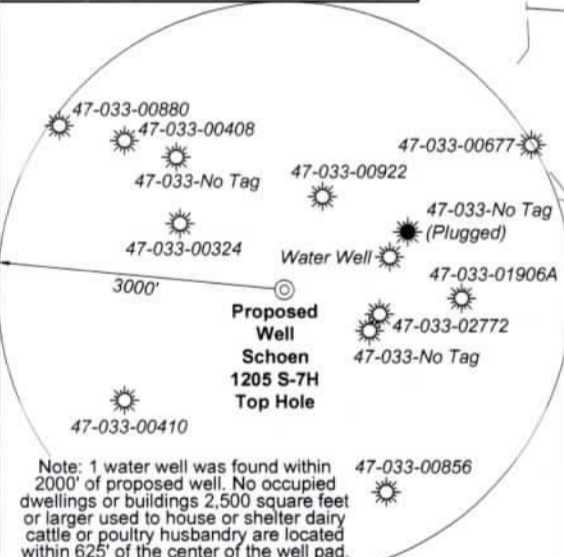 47-033-00880
47-033-00408
47-033-00677
47-033-No Tag
47-033-00922
47-033-No Tag
(Plugged)
47-033-00324
Water Well
47-033-01906A
3000'
Proposed
Well
Schoen
1205 S-7H
Top Hole
47-033-02772
47-033-No Tag
47-033-00410
47-033-00856
Note: 1 water well was found within
2000' of proposed well. No occupied
dwellings or buildings 2,500 square feet
or larger used to house or shelter dairy
cattle or poultry husbandry are located
within 625' of the center of the well pad.